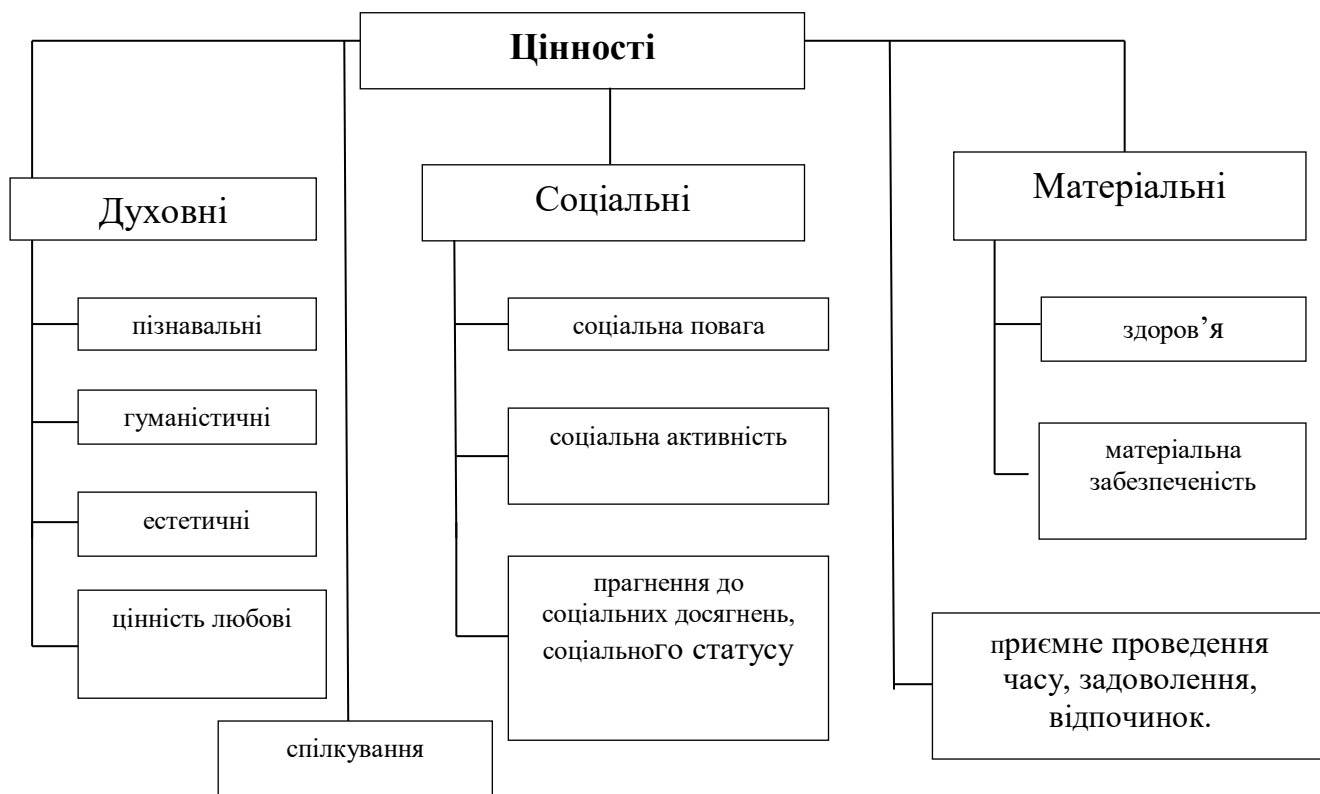 Цінності
Духовні
Соціальні
Матеріальні
пізнавальні
гуманістичні
естетичні
цінність любові
спілкування
соціальна повага
соціальна активність
прагнення до
соціальних досягнень,
соціального статусу
здоров’я
матеріальна
забезпеченість
приємне проведення
часу, задоволення,
відпочинок.